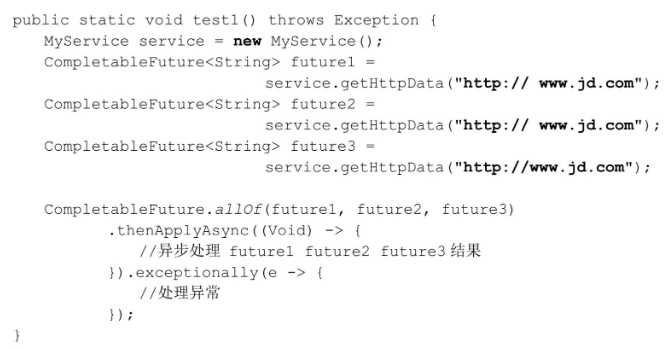 public static void test1() throws Exception {
MyService service = new MyService();
CompletableFuture<String> future1 =
service.getHttpData("http:// www.jd.com");
CompletableFuture<String> future2 =
service.getHttpData("http:// www.jd.com");
CompletableFuture<String> future3 =
service.getHttpData("http://www.jd.com");
CompletableFuture.allOf(future1, future2, future3)
.thenApplyAsync((Void) -> {
//异步处理 future1 future2 future3 结果
}).exceptionally(e -> {
//处理异常
});
}